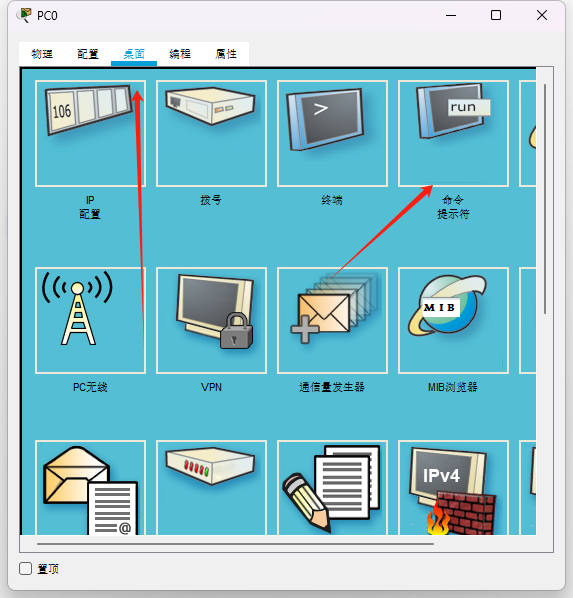 PC0
物理 配置 桌面 编程 属性
106
>
run
IP
配置
拨号
终端
命令
提示符
MIB
PC无线
VPN
通信量发生器
MIB浏览器
@
IPv4
置顶